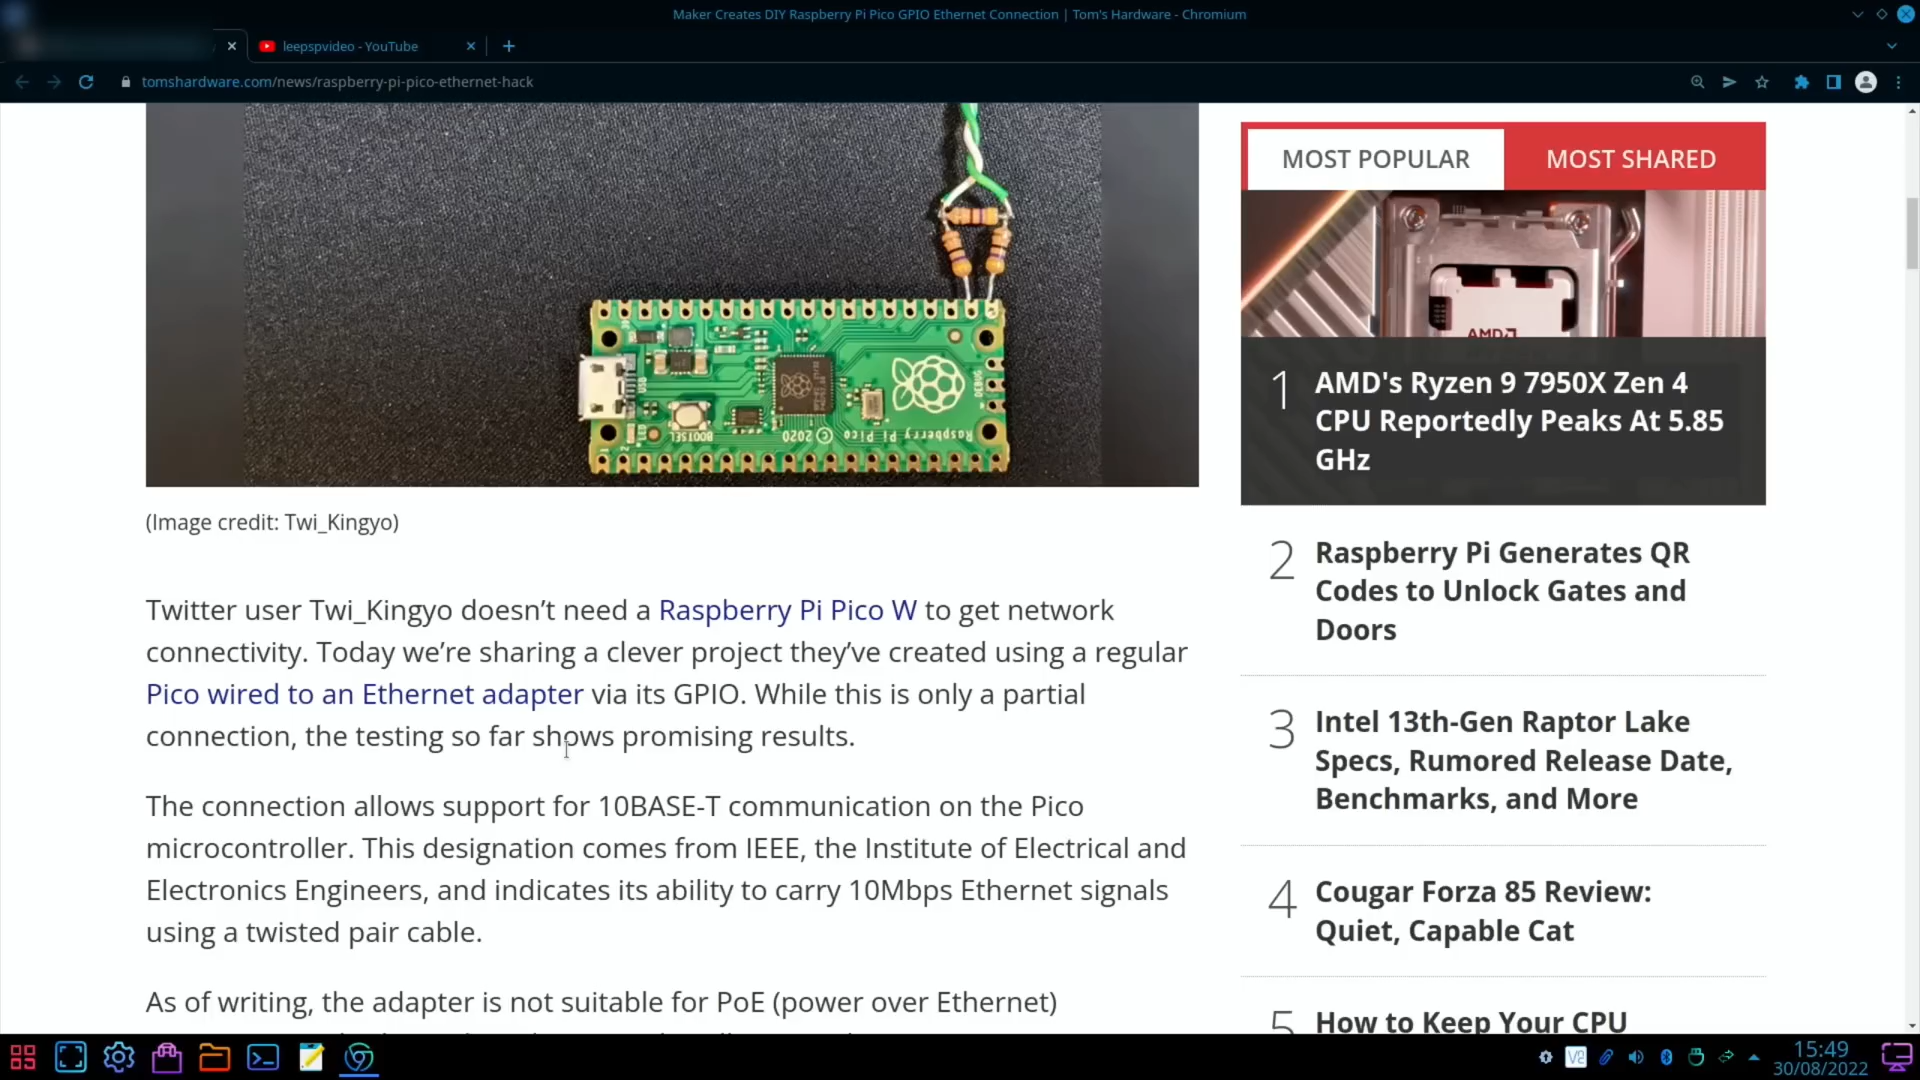 Maker Creates DIY Raspberry Pi Pico GPIO Ethernet Connection | Tom's Hardware - Chromium
leepspvideo - YouTube
tomshardware.com/news/raspberry-pi-pico-ethernet-hack
DEBUG
USB
LED
BOOTSEL
Raspberry Pi Pico © 2020
(Image credit: Twi_Kingyo)
Twitter user Twi_Kingyo doesn’t need a Raspberry Pi Pico W to get network
connectivity. Today we’re sharing a clever project they’ve created using a regular
Pico wired to an Ethernet adapter via its GPIO. While this is only a partial
connection, the testing so far shows promising results.
The connection allows support for 10BASE-T communication on the Pico
microcontroller. This designation comes from IEEE, the Institute of Electrical and
Electronics Engineers, and indicates its ability to carry 10Mbps Ethernet signals
using a twisted pair cable.
As of writing, the adapter is not suitable for PoE (power over Ethernet)
MOST POPULAR
MOST SHARED
AMD
1
AMD's Ryzen 9 7950X Zen 4
CPU Reportedly Peaks At 5.85
GHz
2
Raspberry Pi Generates QR
Codes to Unlock Gates and
Doors
3
Intel 13th-Gen Raptor Lake
Specs, Rumored Release Date,
Benchmarks, and More
4
Cougar Forza 85 Review:
Quiet, Capable Cat
5
How to Keep Your CPU
15:49
30/08/2022